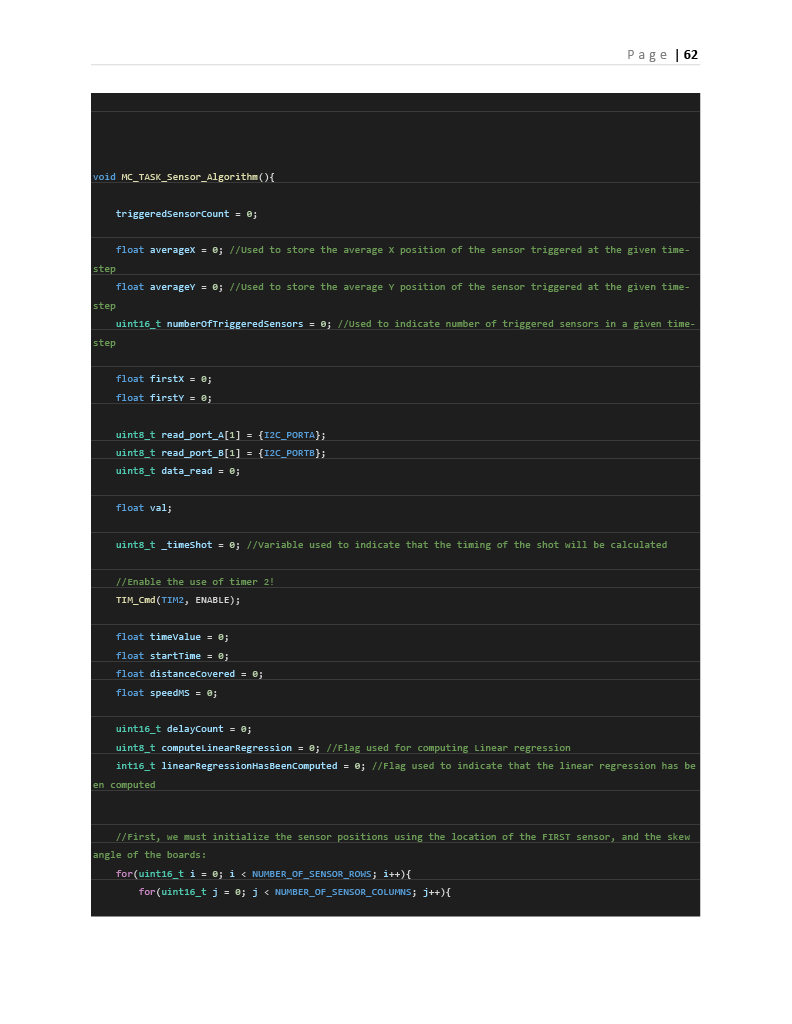 Page | 62
void MC_TASK_Sensor_Algorithm(){
triggeredSensorCount = 0;
float averageX = 0; //Used to store the average X position of the sensor triggered at the given time-
step
float averageY = 0; //Used to store the average Y position of the sensor triggered at the given time-
step
uint16_t numberOfTriggeredSensors = 0; //Used to indicate number of triggered sensors in a given time-
step
float firstX = 0;
float firstY = 0;
uint8_t read_port_A[1] = {I2C_PORTA};
uint8_t read_port_B[1] = {I2C_PORTB};
uint8_t data_read = 0;
float val;
uint8_t _timeShot = 0; //Variable used to indicate that the timing of the shot will be calculated
//Enable the use of timer 2!
TIM_Cmd(TIM2, ENABLE);
float timeValue = 0;
float startTime = 0;
float distanceCovered = 0;
float speedMS = 0;
uint16_t delayCount = 0;
uint8_t computeLinearRegression = 0; //Flag used for computing Linear regression
int16_t linearRegressionHasBeenComputed = 0; //Flag used to indicate that the linear regression has be
en computed
//First, we must initialize the sensor positions using the location of the FIRST sensor, and the skew
angle of the boards:
for(uint16_t i = 0; i < NUMBER_OF_SENSOR_ROWS; i++){
for(uint16_t j = 0; j < NUMBER_OF_SENSOR_COLUMNS; j++){